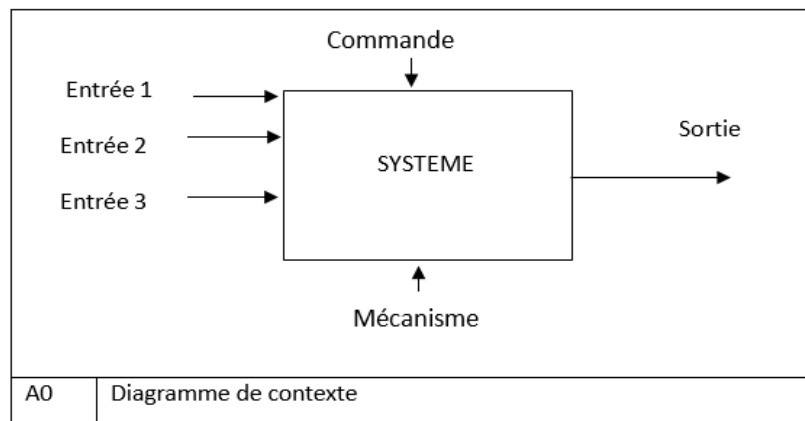 Commande
Entrée 1
Entrée 2
Entrée 3
SYSTEME
Sortie
Mécanisme
A0 Diagramme de contexte